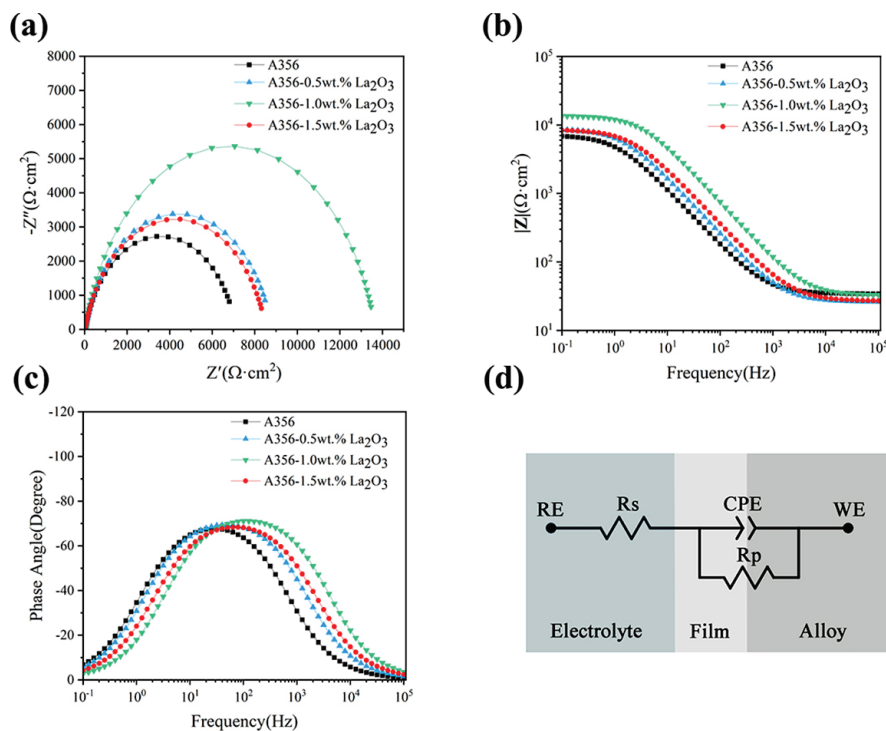 (a)
8000
7000
6000
5000
4000
3000
2000
1000
0
-Z″(Ω·cm²)
A356
A356-0.5wt.% La₂O₃
A356-1.0wt.% La₂O₃
A356-1.5wt.% La₂O₃
0 2000 4000 6000 8000 10000 12000 14000
Z′(Ω·cm²)
(b)
10⁵
10⁴
10³
10²
10¹
|Z|(Ω·cm²)
A356
A356-0.5wt.% La₂O₃
A356-1.0wt.% La₂O₃
A356-1.5wt.% La₂O₃
10⁻¹ 10⁰ 10¹ 10² 10³ 10⁴ 10⁵
Frequency(Hz)
(c)
-120
-100
-80
-60
-40
-20
0
Phase Angle(Degree)
A356
A356-0.5wt.% La₂O₃
A356-1.0wt.% La₂O₃
A356-1.5wt.% La₂O₃
10⁻¹ 10⁰ 10¹ 10² 10³ 10⁴ 10⁵
Frequency(Hz)
(d)
RE Rs CPE WE
Rp
Electrolyte Film Alloy